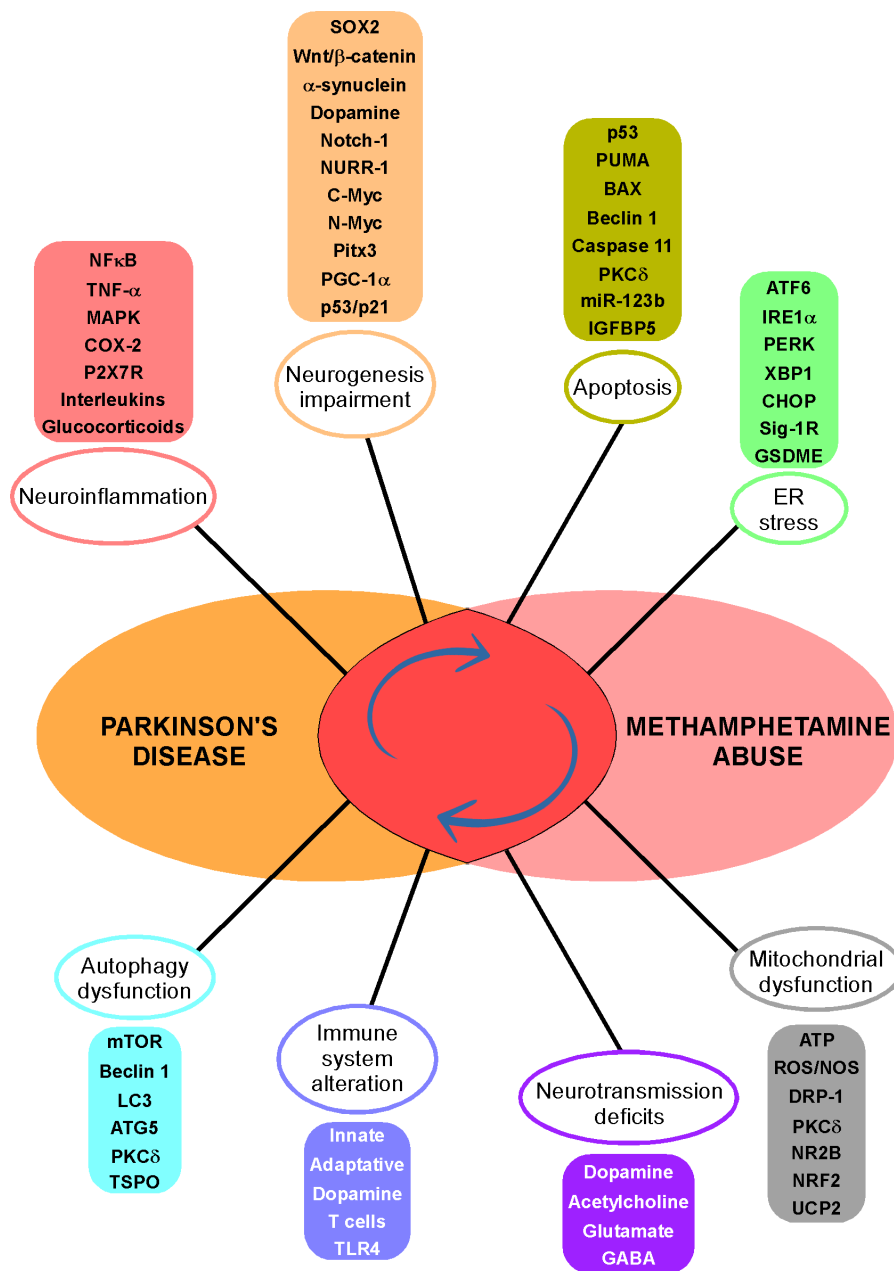 SOX2
Wnt/β-catenin
α-synuclein
Dopamine
Notch-1
NURR-1
C-Myc
N-Myc
Pitx3
PGC-1α
p53/p21
Neurogenesis
impairment
p53
PUMA
BAX
Beclin 1
Caspase 11
PKCδ
miR-123b
IGFBP5
Apoptosis
NFκB
TNF-α
MAPK
COX-2
P2X7R
Interleukins
Glucocorticoids
Neuroinflammation
ATF6
IRE1α
PERK
XBP1
CHOP
Sig-1R
GSDME
ER
stress
PARKINSON'S
DISEASE
METHAMPHETAMINE
ABUSE
Autophagy
dysfunction
mTOR
Beclin 1
LC3
ATG5
PKCδ
TSPO
Immune
system
alteration
Innate
Adaptative
Dopamine
T cells
TLR4
Neurotransmission
deficits
Dopamine
Acetylcholine
Glutamate
GABA
Mitochondrial
dysfunction
ATP
ROS/NOS
DRP-1
PKCδ
NR2B
NRF2
UCP2